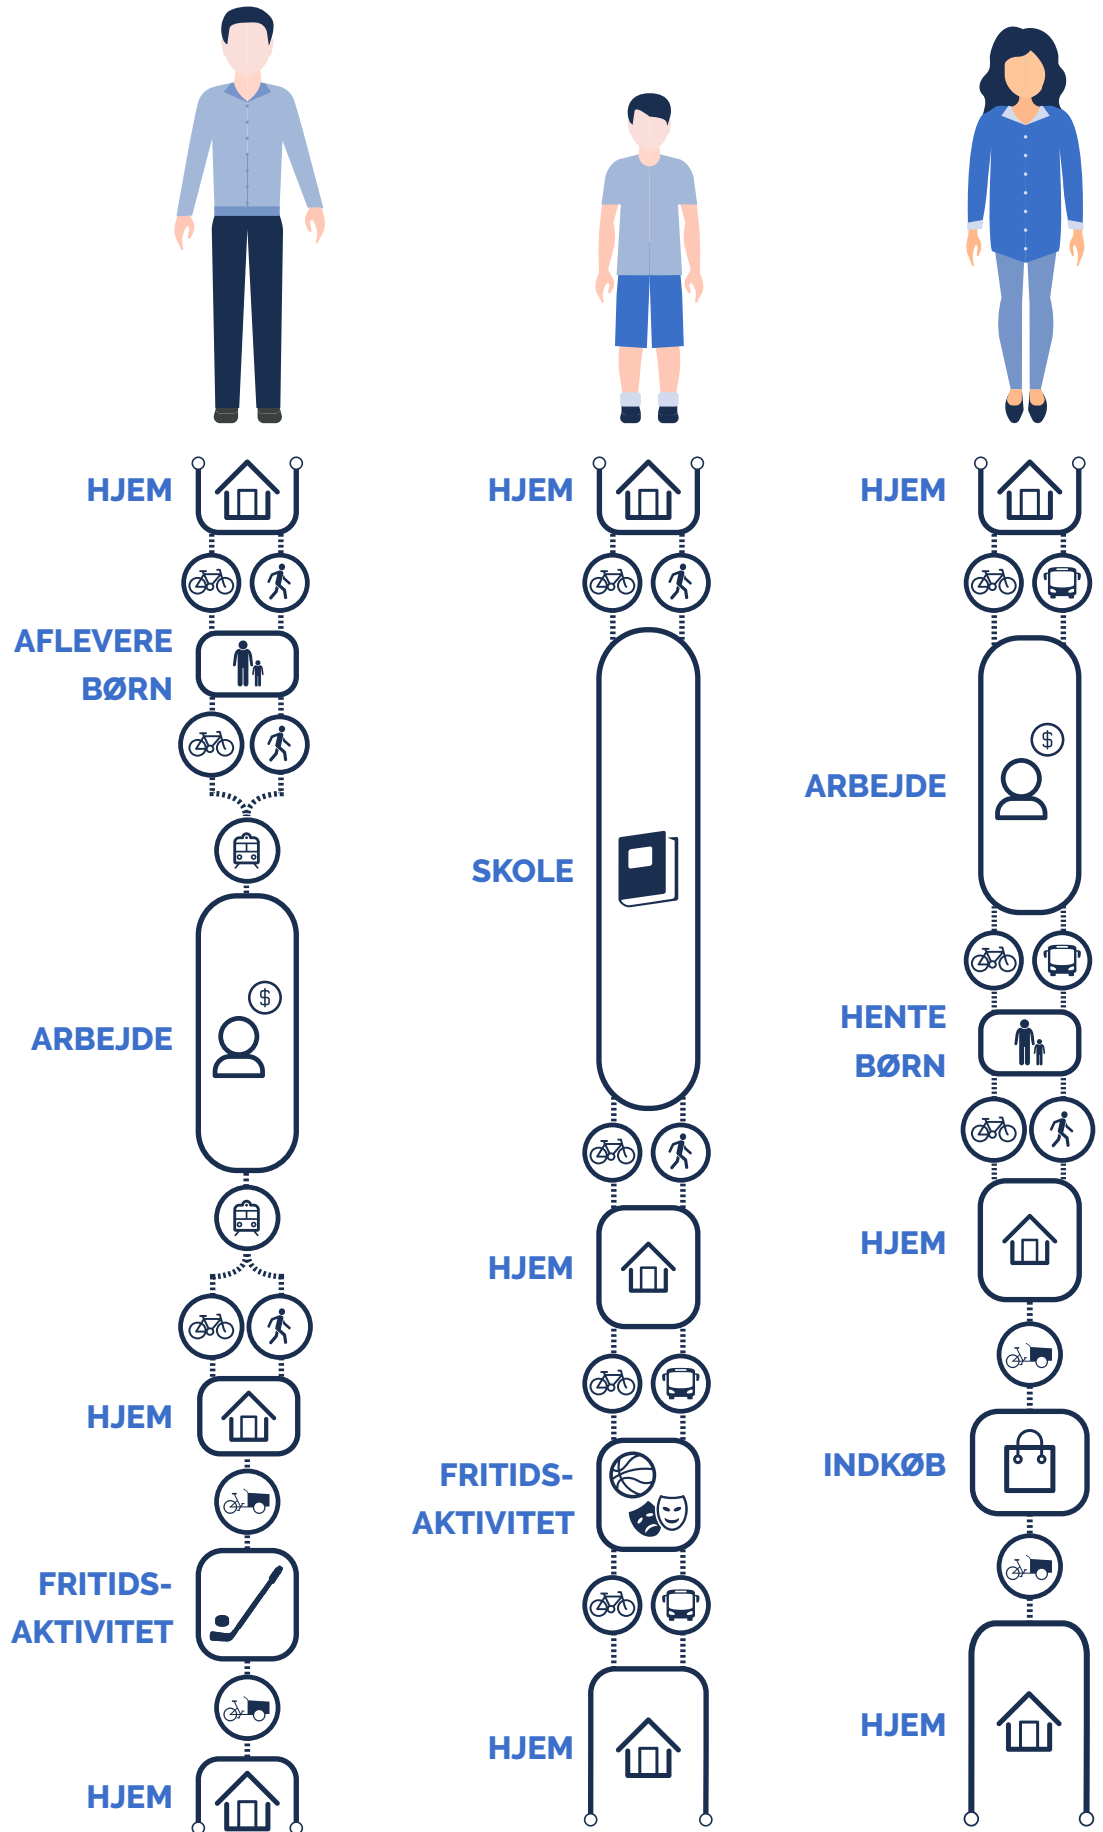 HJEM
AFLEVERE
BØRN
ARBEJDE
$
HJEM
FRITIDS-
AKTIVITET
HJEM
HJEM
SKOLE
HJEM
FRITIDS-
AKTIVITET
HJEM
HJEM
ARBEJDE
$
HENTE
BØRN
HJEM
INDKØB
HJEM